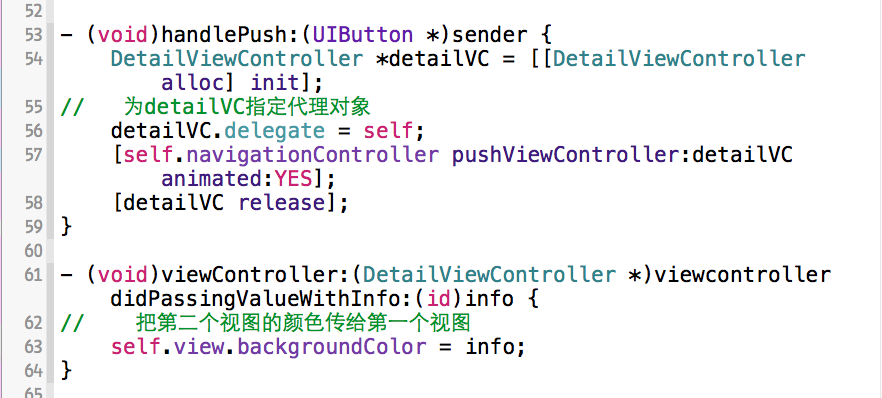 52
53 - (void)handlePush:(UIButton *)sender {
54 DetailViewController *detailVC = [[DetailViewController
alloc] init];
55 // 为detailVC指定代理对象
56 detailVC.delegate = self;
57 [self.navigationController pushViewController:detailVC
animated:YES];
58 [detailVC release];
59 }
60
61 - (void)viewController:(DetailViewController *)viewcontroller
didPassingValueWithInfo:(id)info {
62 // 把第二个视图的颜色传给第一个视图
63 self.view.backgroundColor = info;
64 }
65